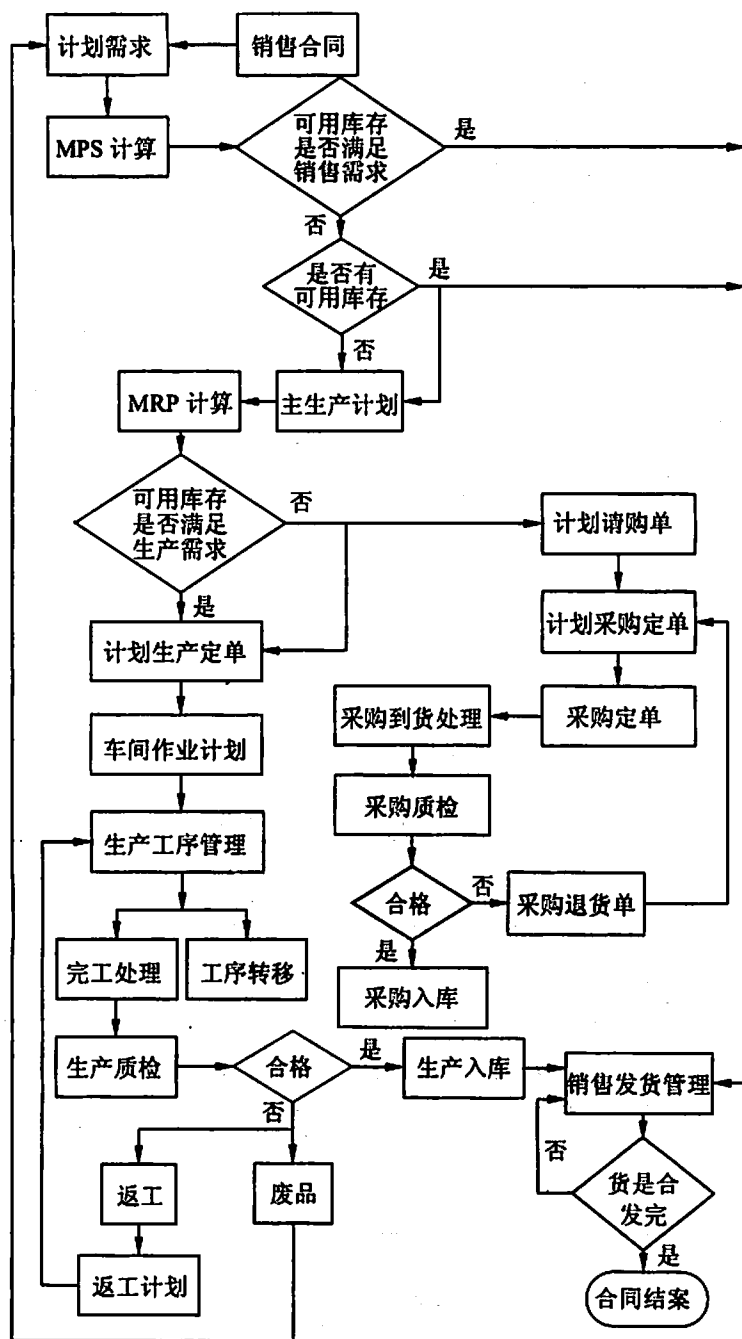 计划需求
销售合同
MPS 计算
可用库存
是否满足
销售需求
是
否
是否有
可用库存
是
否
MRP 计算
主生产计划
可用库存
是否满足
生产需求
否
计划请购单
是
计划生产定单
计划采购定单
采购到货处理
采购定单
车间作业计划
采购质检
生产工序管理
合格
否
采购退货单
是
完工处理
工序转移
采购入库
生产质检
合格
是
生产入库
销售发货管理
否
否
返工
废品
货是合
发完
是
返工计划
合同结案